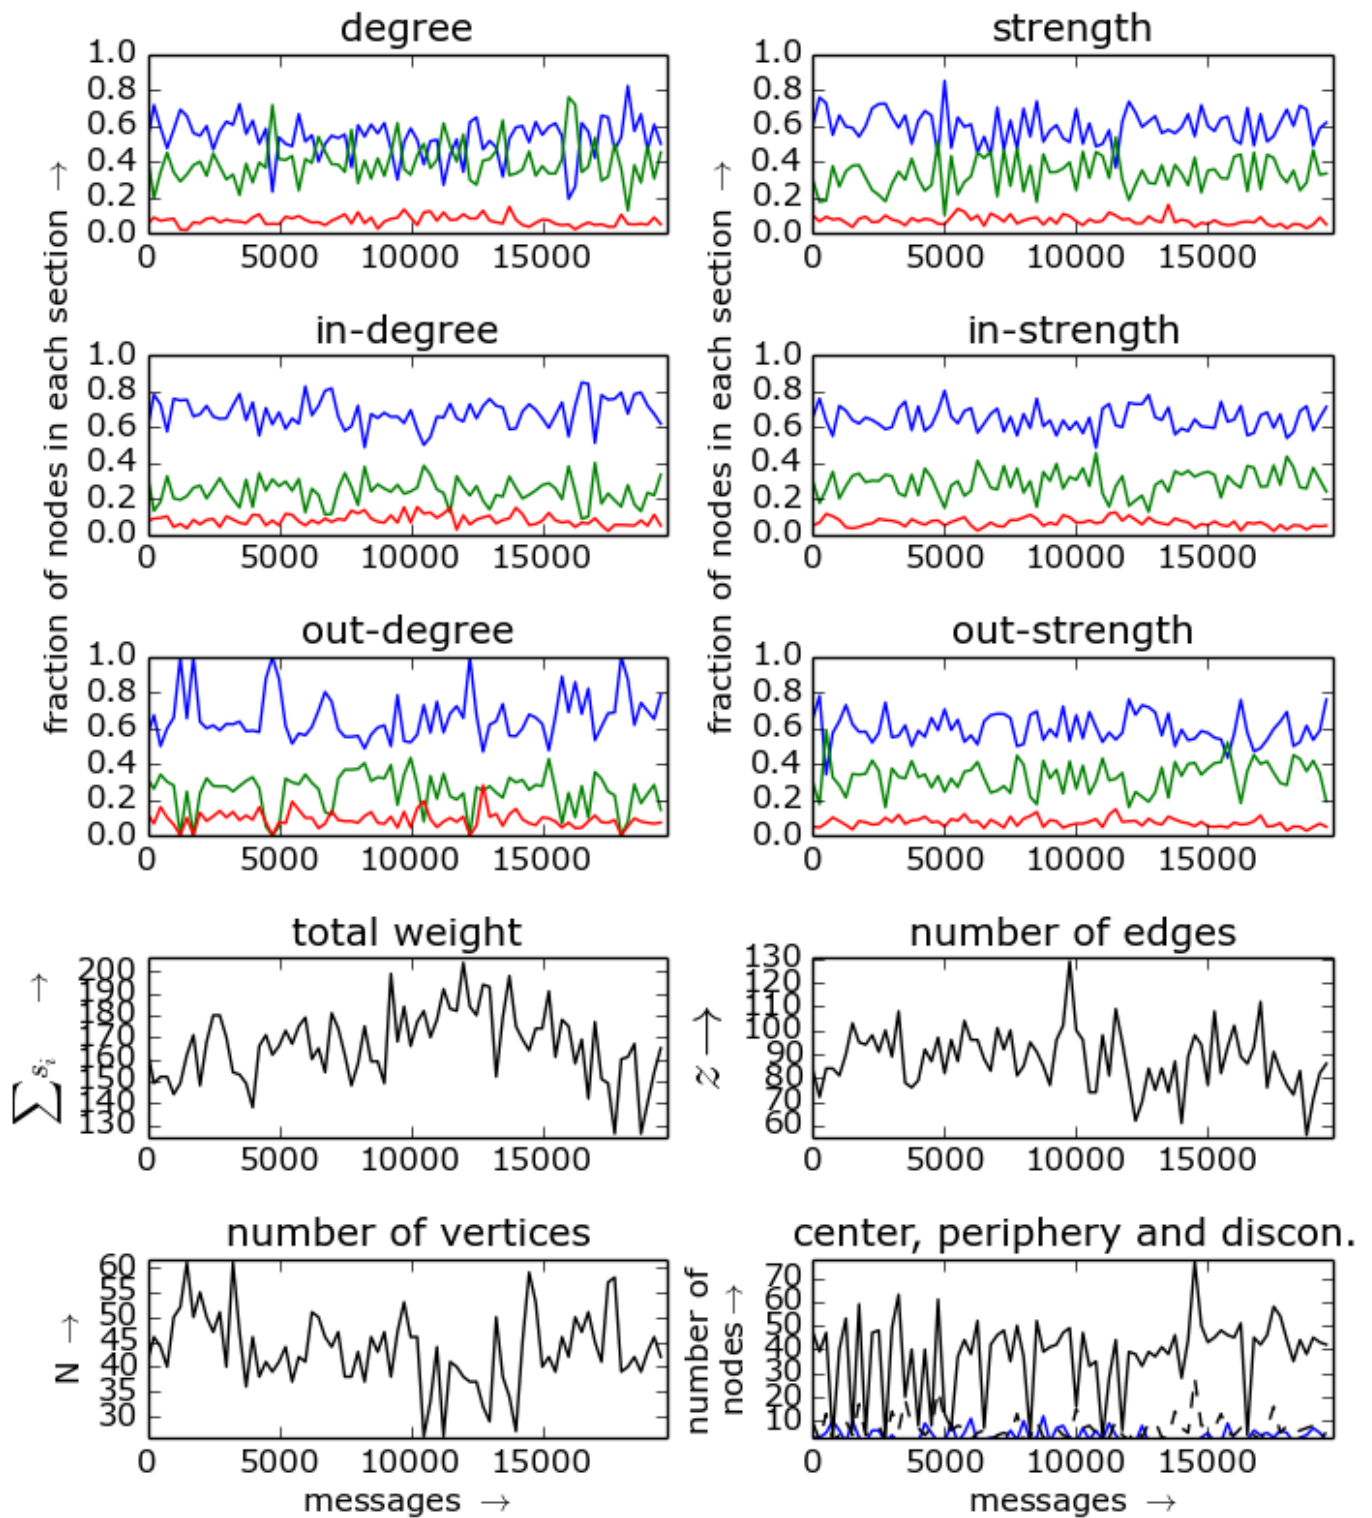 degree
strength
1.0
0.8
0.6
0.4
0.2
0.0
0 5000 10000 15000
1.0
0.8
0.6
0.4
0.2
0.0
0 5000 10000 15000
fraction of nodes in each section →
fraction of nodes in each section →
in-degree
in-strength
1.0
0.8
0.6
0.4
0.2
0.0
0 5000 10000 15000
1.0
0.8
0.6
0.4
0.2
0.0
0 5000 10000 15000
out-degree
out-strength
1.0
0.8
0.6
0.4
0.2
0.0
0 5000 10000 15000
1.0
0.8
0.6
0.4
0.2
0.0
0 5000 10000 15000
total weight
number of edges
∑ s_i →
200
190
180
170
160
150
140
130
0 5000 10000 15000
z →
130
120
110
100
90
80
70
60
0 5000 10000 15000
number of vertices
center, periphery and discon.
N →
60
55
50
45
40
35
30
0 5000 10000 15000
messages →
number of
nodes →
70
60
50
40
30
20
10
0 5000 10000 15000
messages →